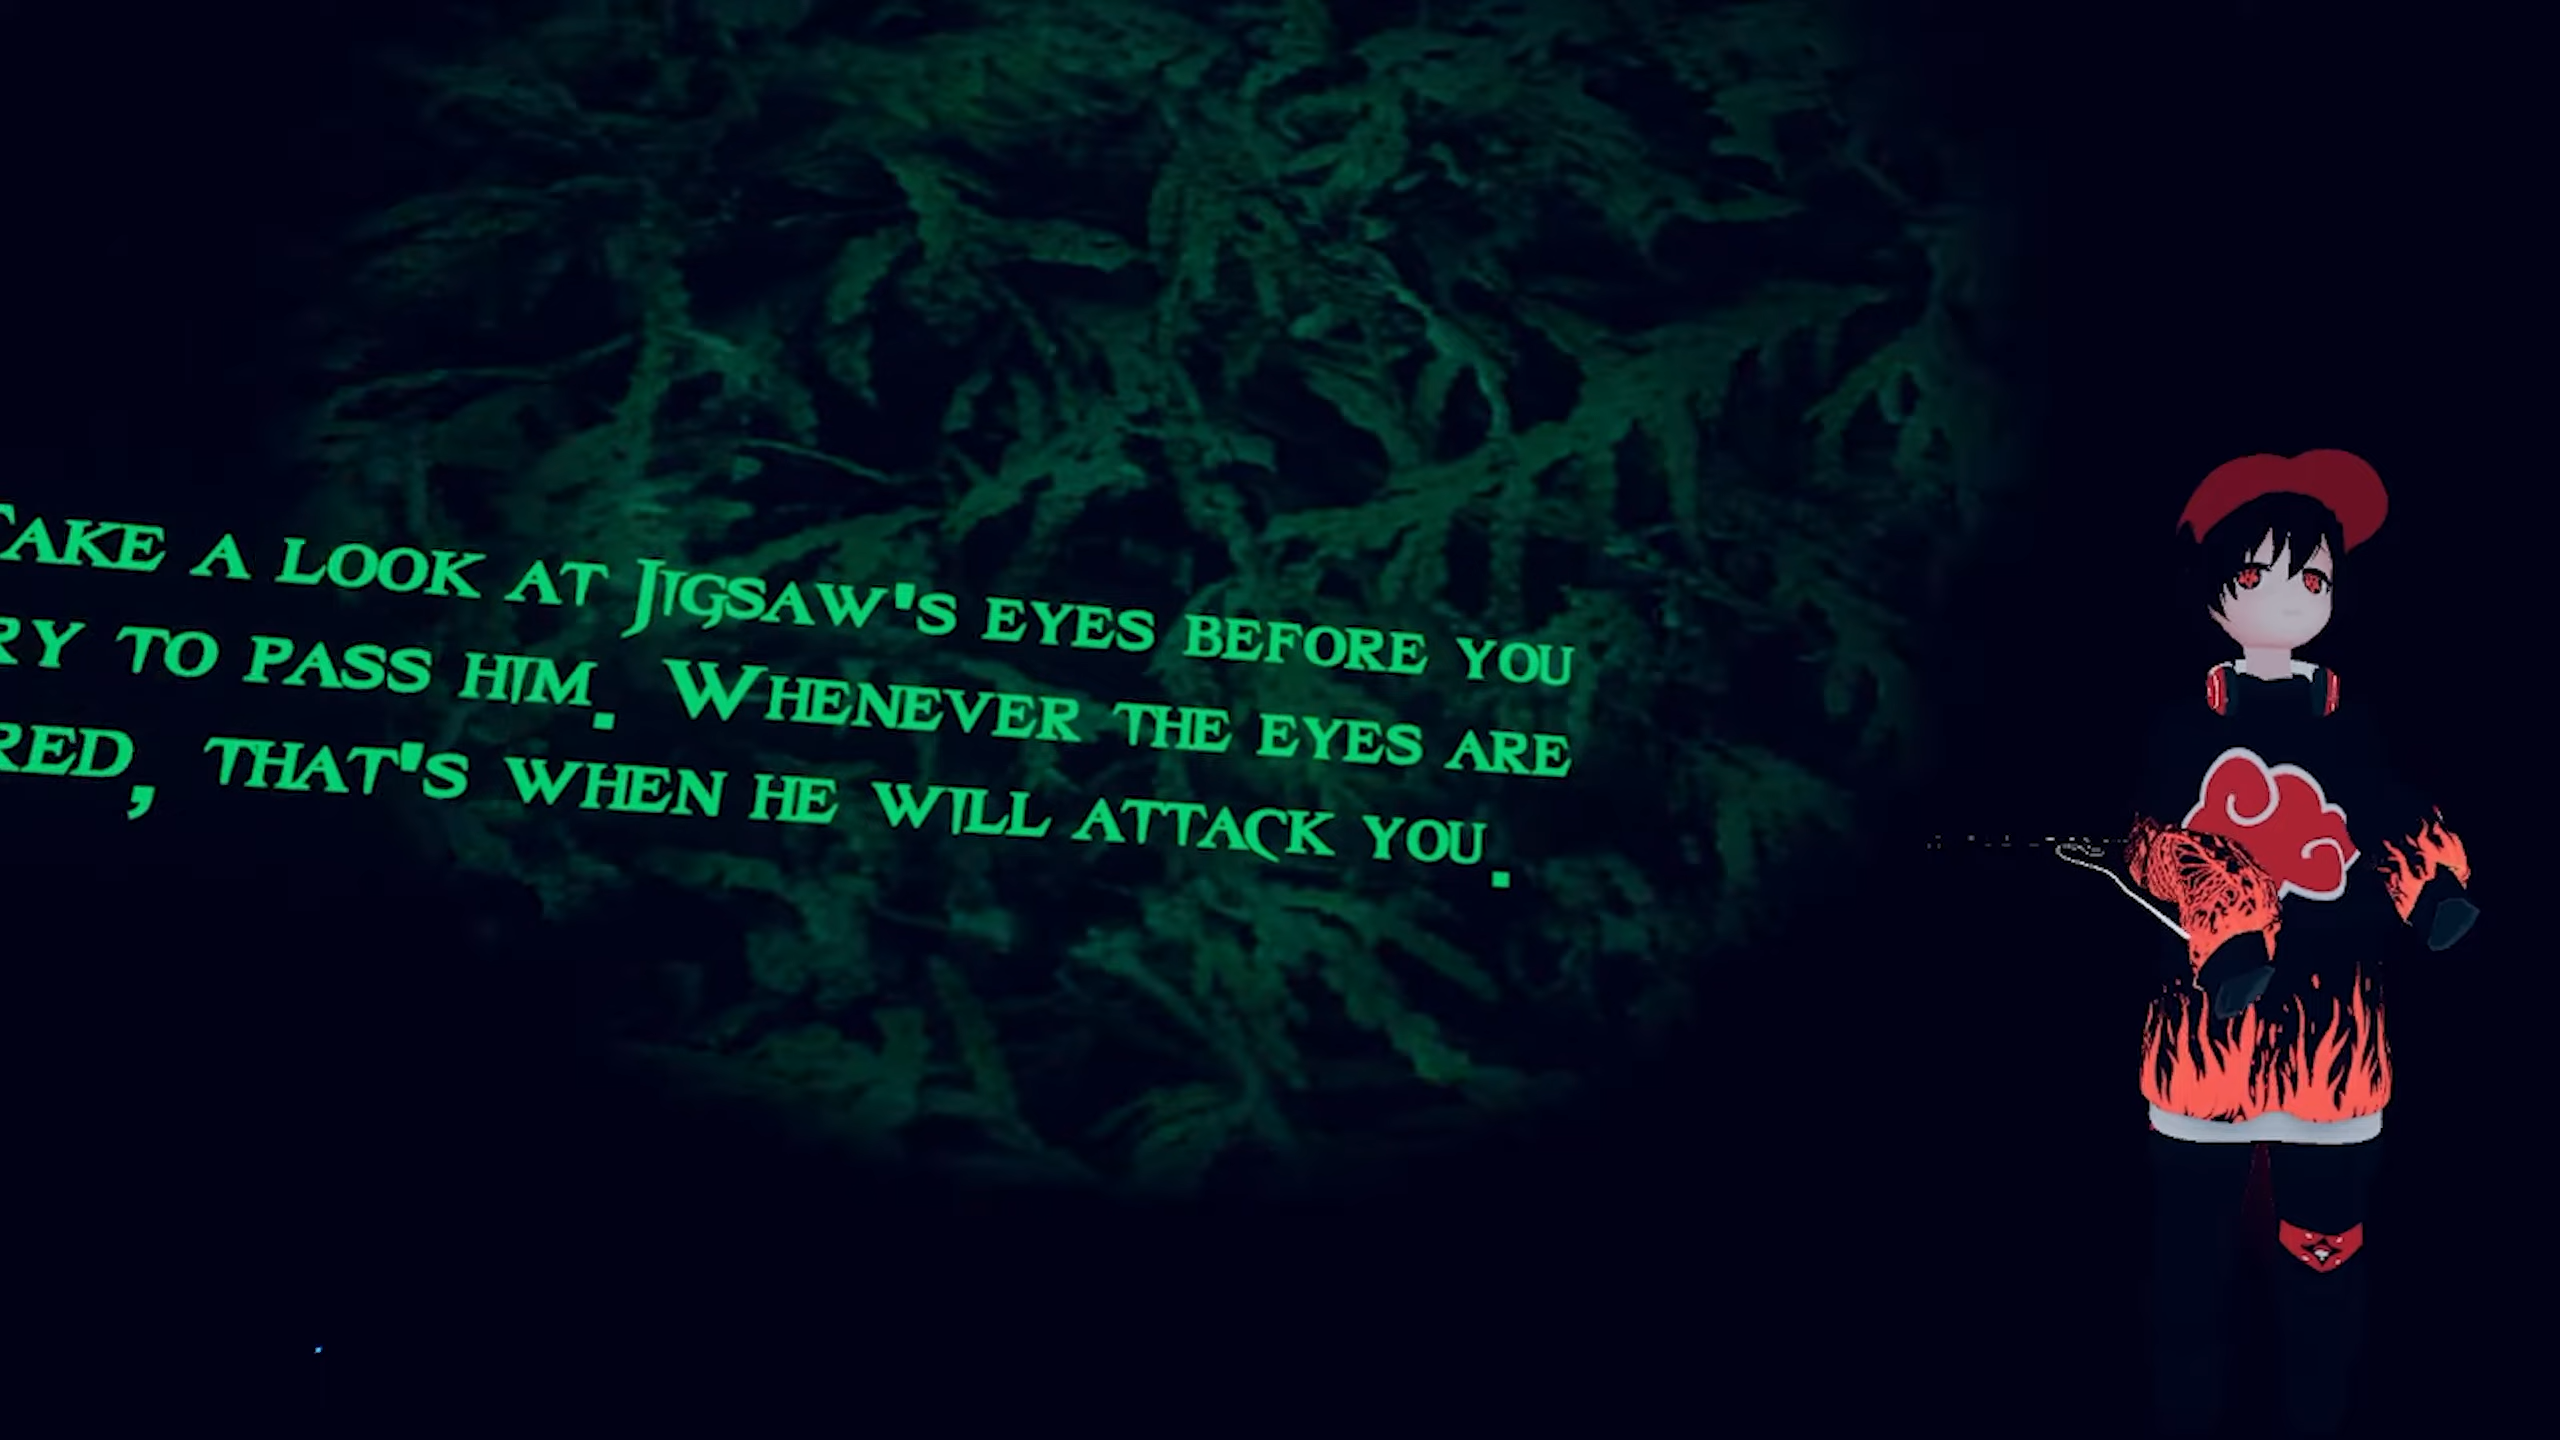 Take a look at Jigsaw's eyes before you
ry to pass him. Whenever the eyes are
red, that's when he will attack you.